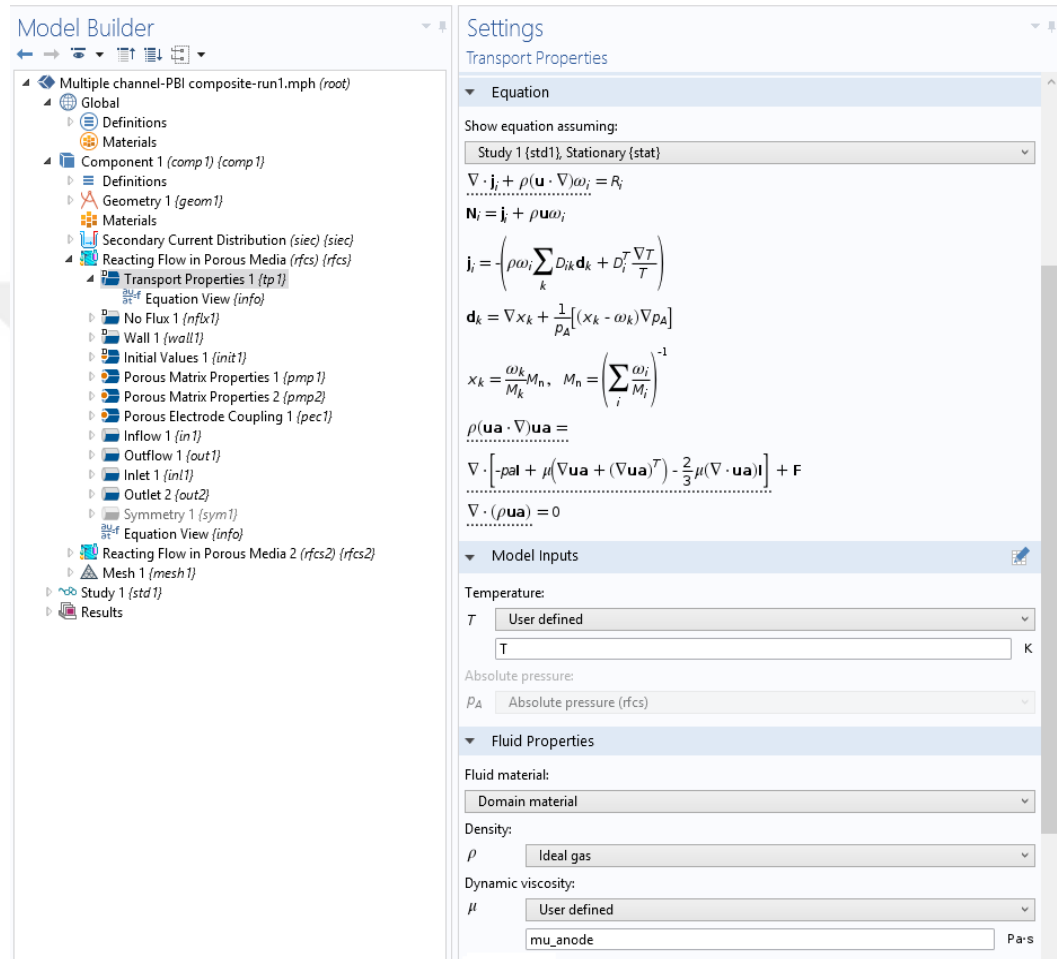 Model Builder
Multiple channel-PBI composite-run1.mph (root)
Global
Definitions
Materials
Component 1 (comp1) {comp1}
Definitions
Geometry 1 {geom1}
Materials
Secondary Current Distribution (siec) {siec}
Reacting Flow in Porous Media (rfcs) {rfcs}
Transport Properties 1 {tp1}
Equation View {info}
No Flux 1 {nflx1}
Wall 1 {wall1}
Initial Values 1 {init1}
Porous Matrix Properties 1 {pmp1}
Porous Matrix Properties 2 {pmp2}
Porous Electrode Coupling 1 {pec1}
Inflow 1 {in1}
Outflow 1 {out1}
Inlet 1 {inl1}
Outlet 2 {out2}
Symmetry 1 {sym1}
Equation View {info}
Reacting Flow in Porous Media 2 (rfcs2) {rfcs2}
Mesh 1 {mesh1}
Study 1 {std1}
Results
Settings
Transport Properties
Equation
Show equation assuming:
Study 1 {std1}, Stationary {stat}
∇ · j_i + ρ(u · ∇)ω_i = R_i
N_i = j_i + ρuω_i
j_i = -(ρω_i ∑_k D_ik d_k + D_i^T ∇T/T)
d_k = ∇x_k + 1/p_A [(x_k - ω_k)∇p_A]
x_k = ω_k/M_k M_n, M_n = (∑_i ω_i/M_i)^-1
ρ(ua · ∇)ua =
∇ · [-paI + μ(∇ua + (∇ua)^T) - 2/3 μ(∇ · ua)I] + F
∇ · (ρua) = 0
Model Inputs
Temperature:
T User defined
T K
Absolute pressure:
p_A Absolute pressure (rfcs)
Fluid Properties
Fluid material:
Domain material
Density:
ρ Ideal gas
Dynamic viscosity:
μ User defined
mu_anode Pa·s